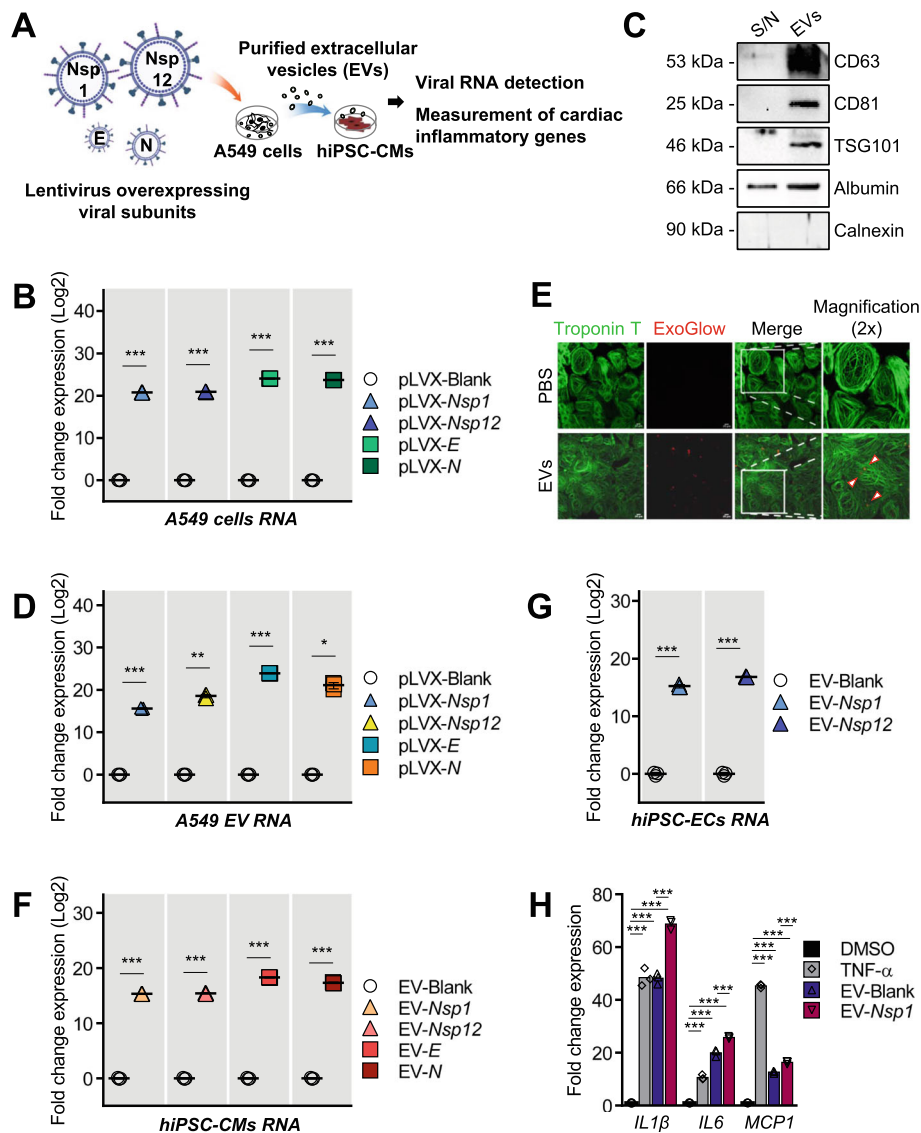 A
Nsp
1
Nsp
12
E
N
Purified extracellular
vesicles (EVs)
A549 cells
hiPSC-CMs
Viral RNA detection
Measurement of cardiac
inflammatory genes
Lentivirus overexpressing
viral subunits
C
S/N
EVs
53 kDa -
CD63
25 kDa -
CD81
46 kDa -
TSG101
66 kDa -
Albumin
90 kDa -
Calnexin
B
Fold change expression (Log2)
40
30
20
10
0
***
***
***
***
A549 cells RNA
pLVX-Blank
pLVX-Nsp1
pLVX-Nsp12
pLVX-E
pLVX-N
E
Troponin T
ExoGlow
Merge
Magnification
(2x)
PBS
EVs
D
Fold change expression (Log2)
40
30
20
10
0
***
**
***
*
A549 EV RNA
pLVX-Blank
pLVX-Nsp1
pLVX-Nsp12
pLVX-E
pLVX-N
G
Fold change expression (Log2)
30
20
10
0
***
***
hiPSC-ECs RNA
EV-Blank
EV-Nsp1
EV-Nsp12
F
Fold change expression (Log2)
30
20
10
0
***
***
***
***
hiPSC-CMs RNA
EV-Blank
EV-Nsp1
EV-Nsp12
EV-E
EV-N
H
Fold change expression
80
60
40
20
0
***
***
***
***
***
***
***
***
***
***
***
***
IL1β
IL6
MCP1
DMSO
TNF-α
EV-Blank
EV-Nsp1